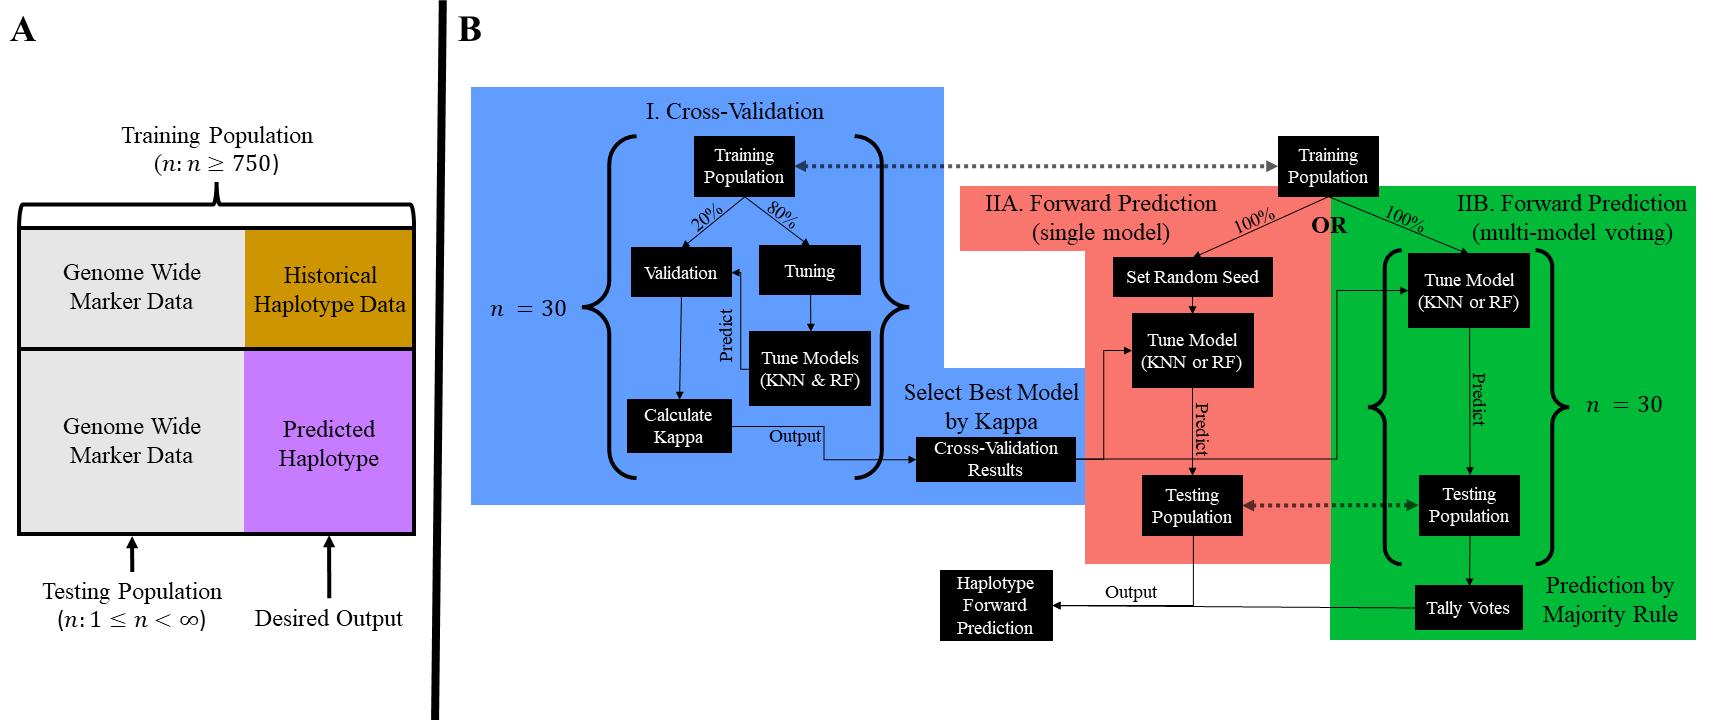 A
Training Population
(n: n ≥ 750)
Genome Wide
Marker Data
Historical
Haplotype Data
Genome Wide
Marker Data
Predicted
Haplotype
Testing Population
(n: 1 ≤ n < ∞)
Desired Output
B
I. Cross-Validation
Training
Population
20%
80%
Validation
Tuning
n = 30
Predict
Tune Models
(KNN & RF)
Calculate
Kappa
Output
Select Best Model
by Kappa
Cross-Validation
Results
Training
Population
IIA. Forward Prediction
(single model)
100%
OR
100%
IIB. Forward Prediction
(multi-model voting)
Set Random Seed
Tune Model
(KNN or RF)
Predict
Testing
Population
Tune Model
(KNN or RF)
Predict
n = 30
Testing
Population
Haplotype
Forward
Prediction
Output
Tally Votes
Prediction by
Majority Rule